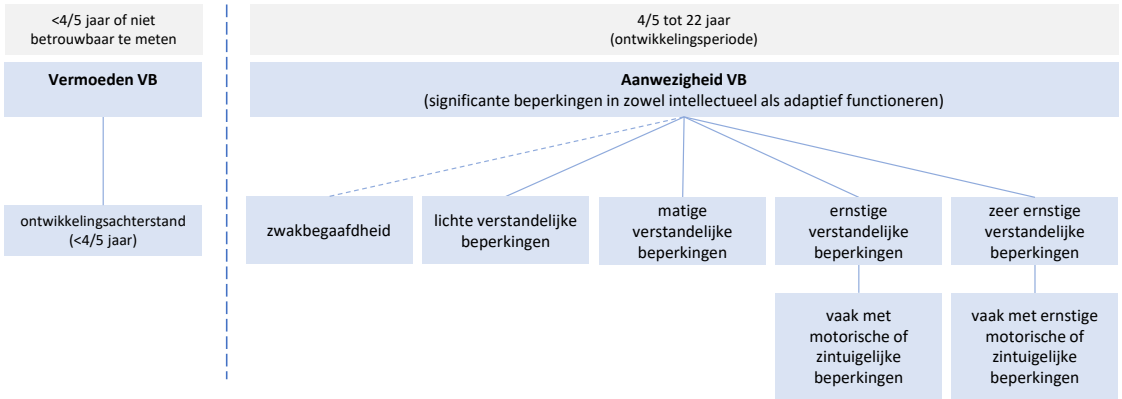 <4/5 jaar of niet
betrouwbaar te meten
Vermoeden VB
ontwikkelingsachterstand
(<4/5 jaar)
4/5 tot 22 jaar
(ontwikkelingsperiode)
Aanwezigheid VB
(significante beperkingen in zowel intellectueel als adaptief functioneren)
zwakbegaafdheid
lichte verstandelijke
beperkingen
matige
verstandelijke
beperkingen
ernstige
verstandelijke
beperkingen
zeer ernstige
verstandelijke
beperkingen
vaak met
motorische of
zintuigelijke
beperkingen
vaak met ernstige
motorische of
zintuigelijke
beperkingen